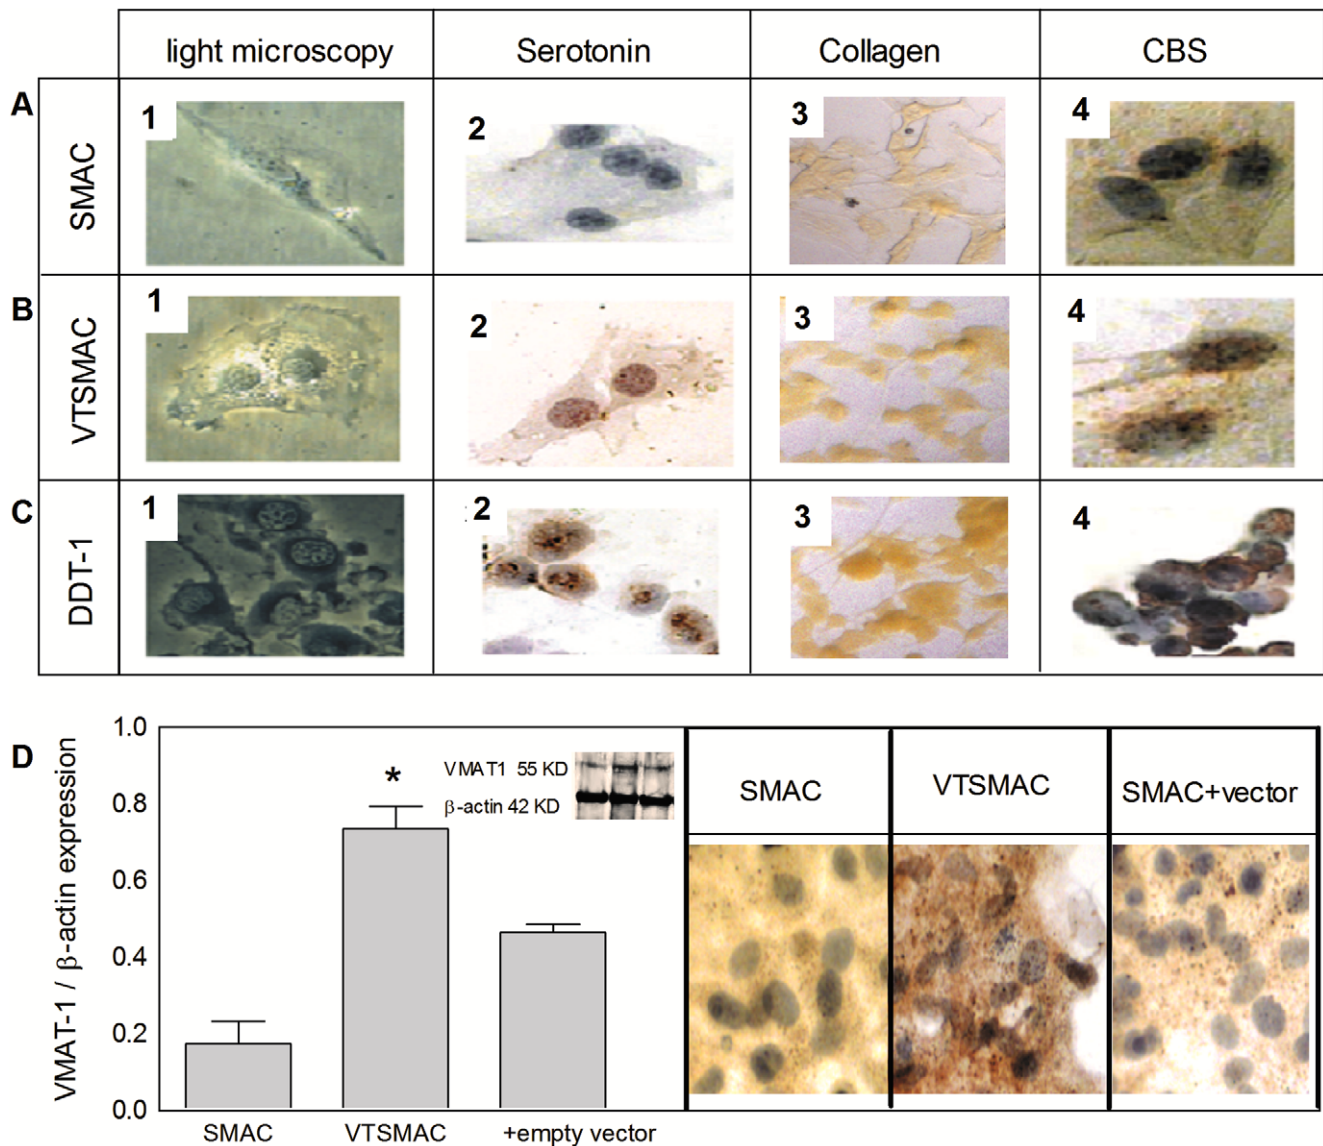 light microscopy Serotonin Collagen CBS
A SMAC 1 2 3 4
B VTSMAC 1 2 3 4
C DDT-1 1 2 3 4
D
VMAT-1 / β-actin expression
1.0
0.8
0.6
0.4
0.2
0.0
*
VMAT1 55 KD
β-actin 42 KD
SMAC VTSMAC +empty vector
SMAC VTSMAC SMAC+vector